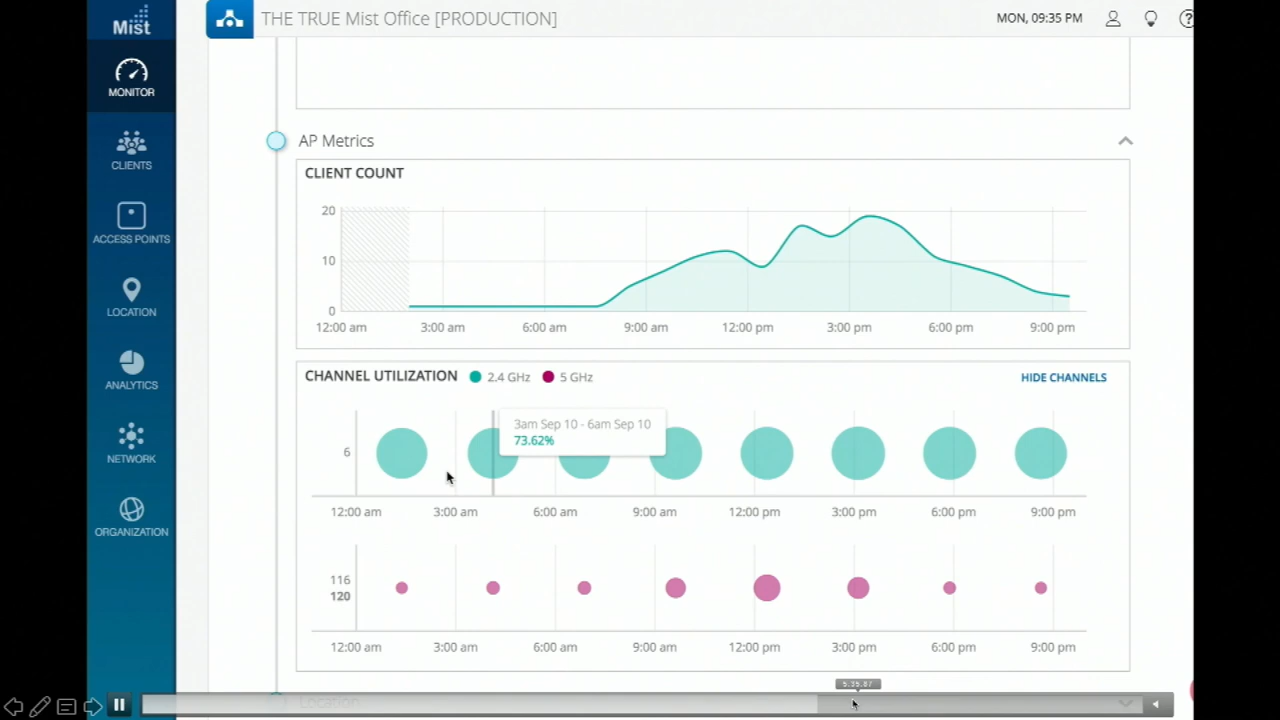 Mist
THE TRUE Mist Office [PRODUCTION]
MON, 09:35 PM
?
MONITOR
CLIENTS
ACCESS POINTS
LOCATION
ANALYTICS
NETWORK
ORGANIZATION
AP Metrics
CLIENT COUNT
20
10
0
12:00 am 3:00 am 6:00 am 9:00 am 12:00 pm 3:00 pm 6:00 pm 9:00 pm
CHANNEL UTILIZATION 2.4 GHz 5 GHz HIDE CHANNELS
3am Sep 10 - 6am Sep 10
73.62%
6
12:00 am 3:00 am 6:00 am 9:00 am 12:00 pm 3:00 pm 6:00 pm 9:00 pm
116
120
12:00 am 3:00 am 6:00 am 9:00 am 12:00 pm 3:00 pm 6:00 pm 9:00 pm
Location